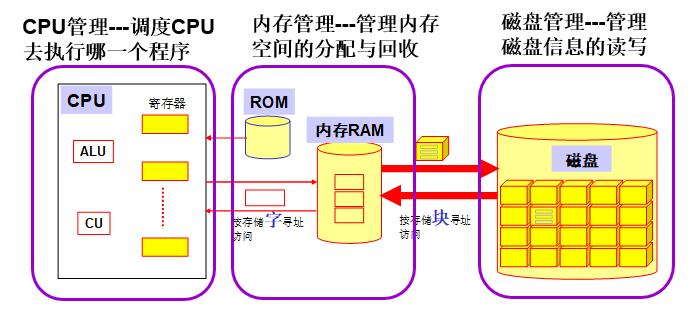 CPU管理---调度CPU
去执行哪一个程序
内存管理---管理内存
空间的分配与回收
磁盘管理---管理
磁盘信息的读写
CPU
寄存器
ALU
CU
ROM
内存RAM
按存储字寻址
访问
按存储块寻址
访问
磁盘